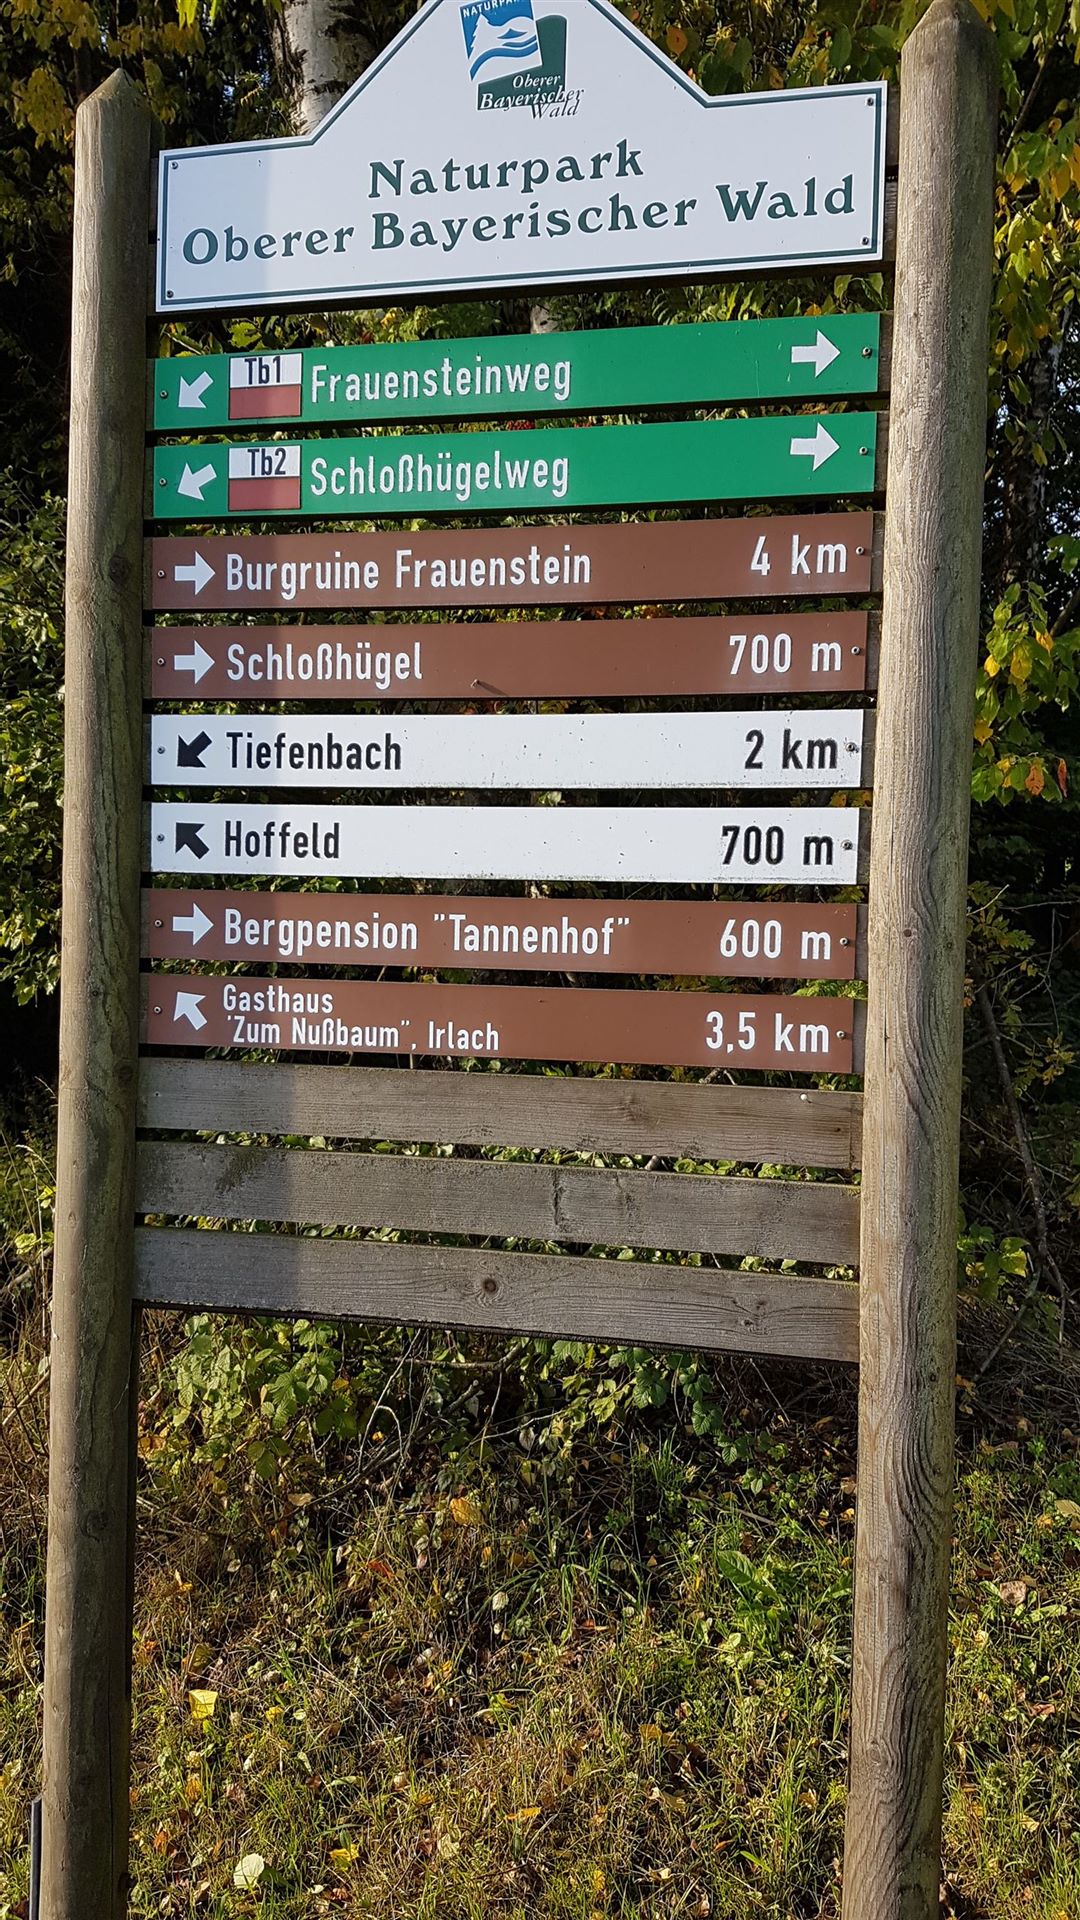 NATURPARK
Oberer
Bayerischer
Wald
Naturpark
Oberer Bayerischer Wald
Tb1 Frauensteinweg
Tb2 Schloßhügelweg
Burgruine Frauenstein 4 km
Schloßhügel 700 m
Tiefenbach 2 km
Hoffeld 700 m
Bergpension "Tannenhof" 600 m
Gasthaus
'Zum Nußbaum", Irlach 3,5 km